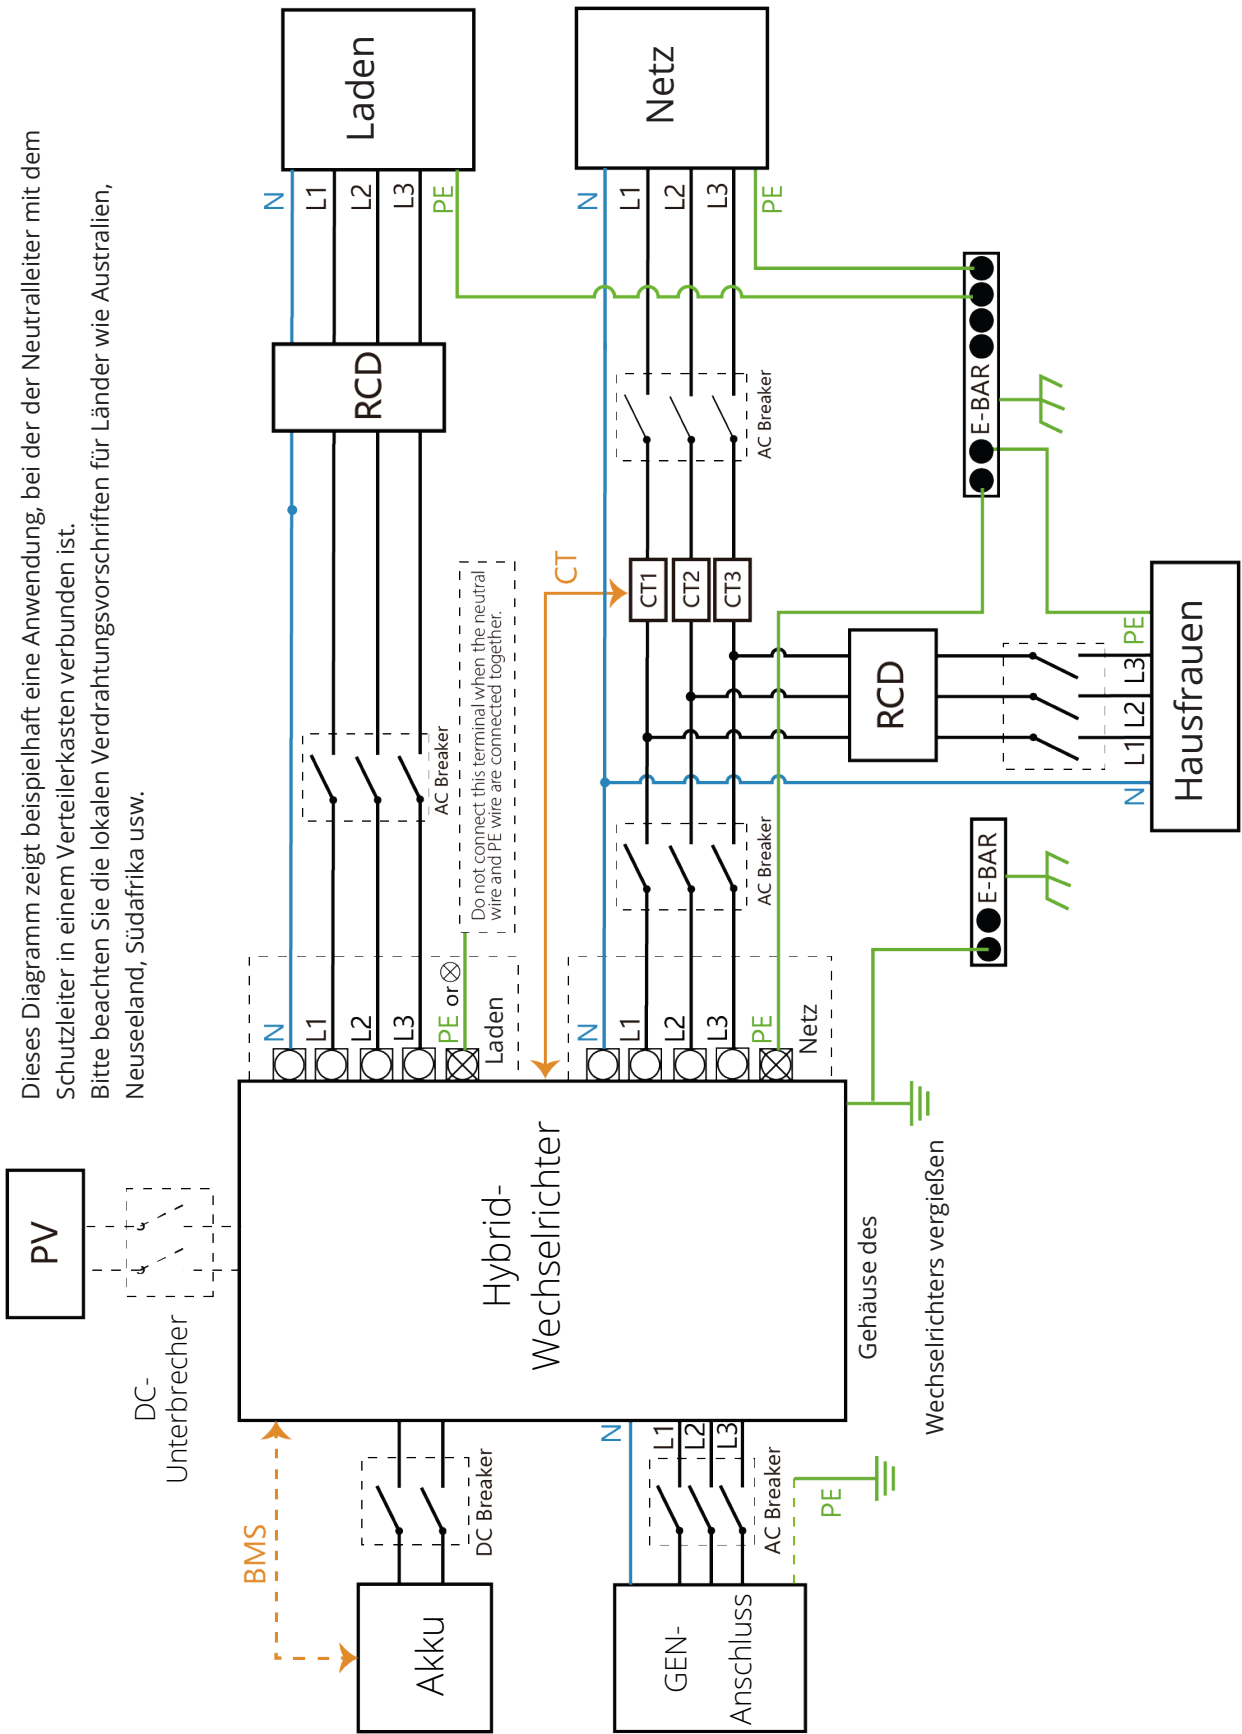 Dieses Diagramm zeigt beispielhaft eine Anwendung, bei der der Neutralleiter mit dem
Schutzleiter in einem Verteilerkasten verbunden ist.
Bitte beachten Sie die lokalen Verdrahtungsvorschriften für Länder wie Australien,
Neuseeland, Südafrika usw.
PV
DC-
Unterbrecher
BMS
Akku
DC Breaker
Hybrid-
Wechselrichter
N
L1
L2
L3
PE or
Laden
AC Breaker
Do not connect this terminal when the neutral
wire and PE wire are connected together.
RCD
N
L1
L2
L3
PE
Laden
CT
N
L1
L2
L3
PE
Netz
AC Breaker
CT1
CT2
CT3
AC Breaker
N
L1
L2
L3
PE
Netz
GEN-
Anschluss
N
L1
L2
L3
AC Breaker
PE
Gehäuse des
Wechselrichters vergießen
E-BAR
RCD
E-BAR
N
L1
L2
L3
PE
Hausfrauen